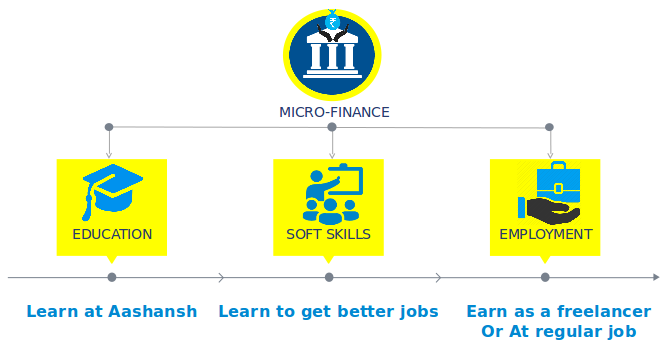 ₹
MICRO-FINANCE
EDUCATION
SOFT SKILLS
EMPLOYMENT
Learn at Aashansh
Learn to get better jobs
Earn as a freelancer
Or At regular job